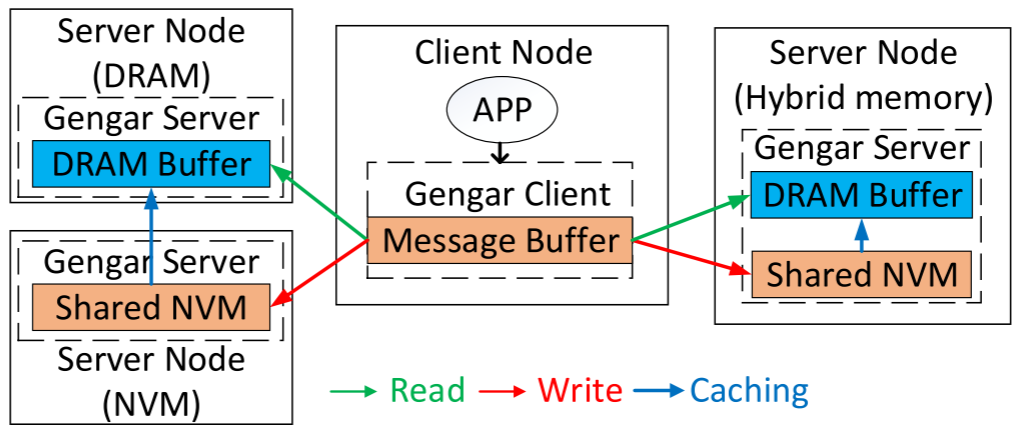 Server Node
(DRAM)
Gengar Server
DRAM Buffer
Gengar Server
Shared NVM
Server Node
(NVM)
Client Node
APP
Gengar Client
Message Buffer
Server Node
(Hybrid memory)
Gengar Server
DRAM Buffer
Shared NVM
Read Write Caching